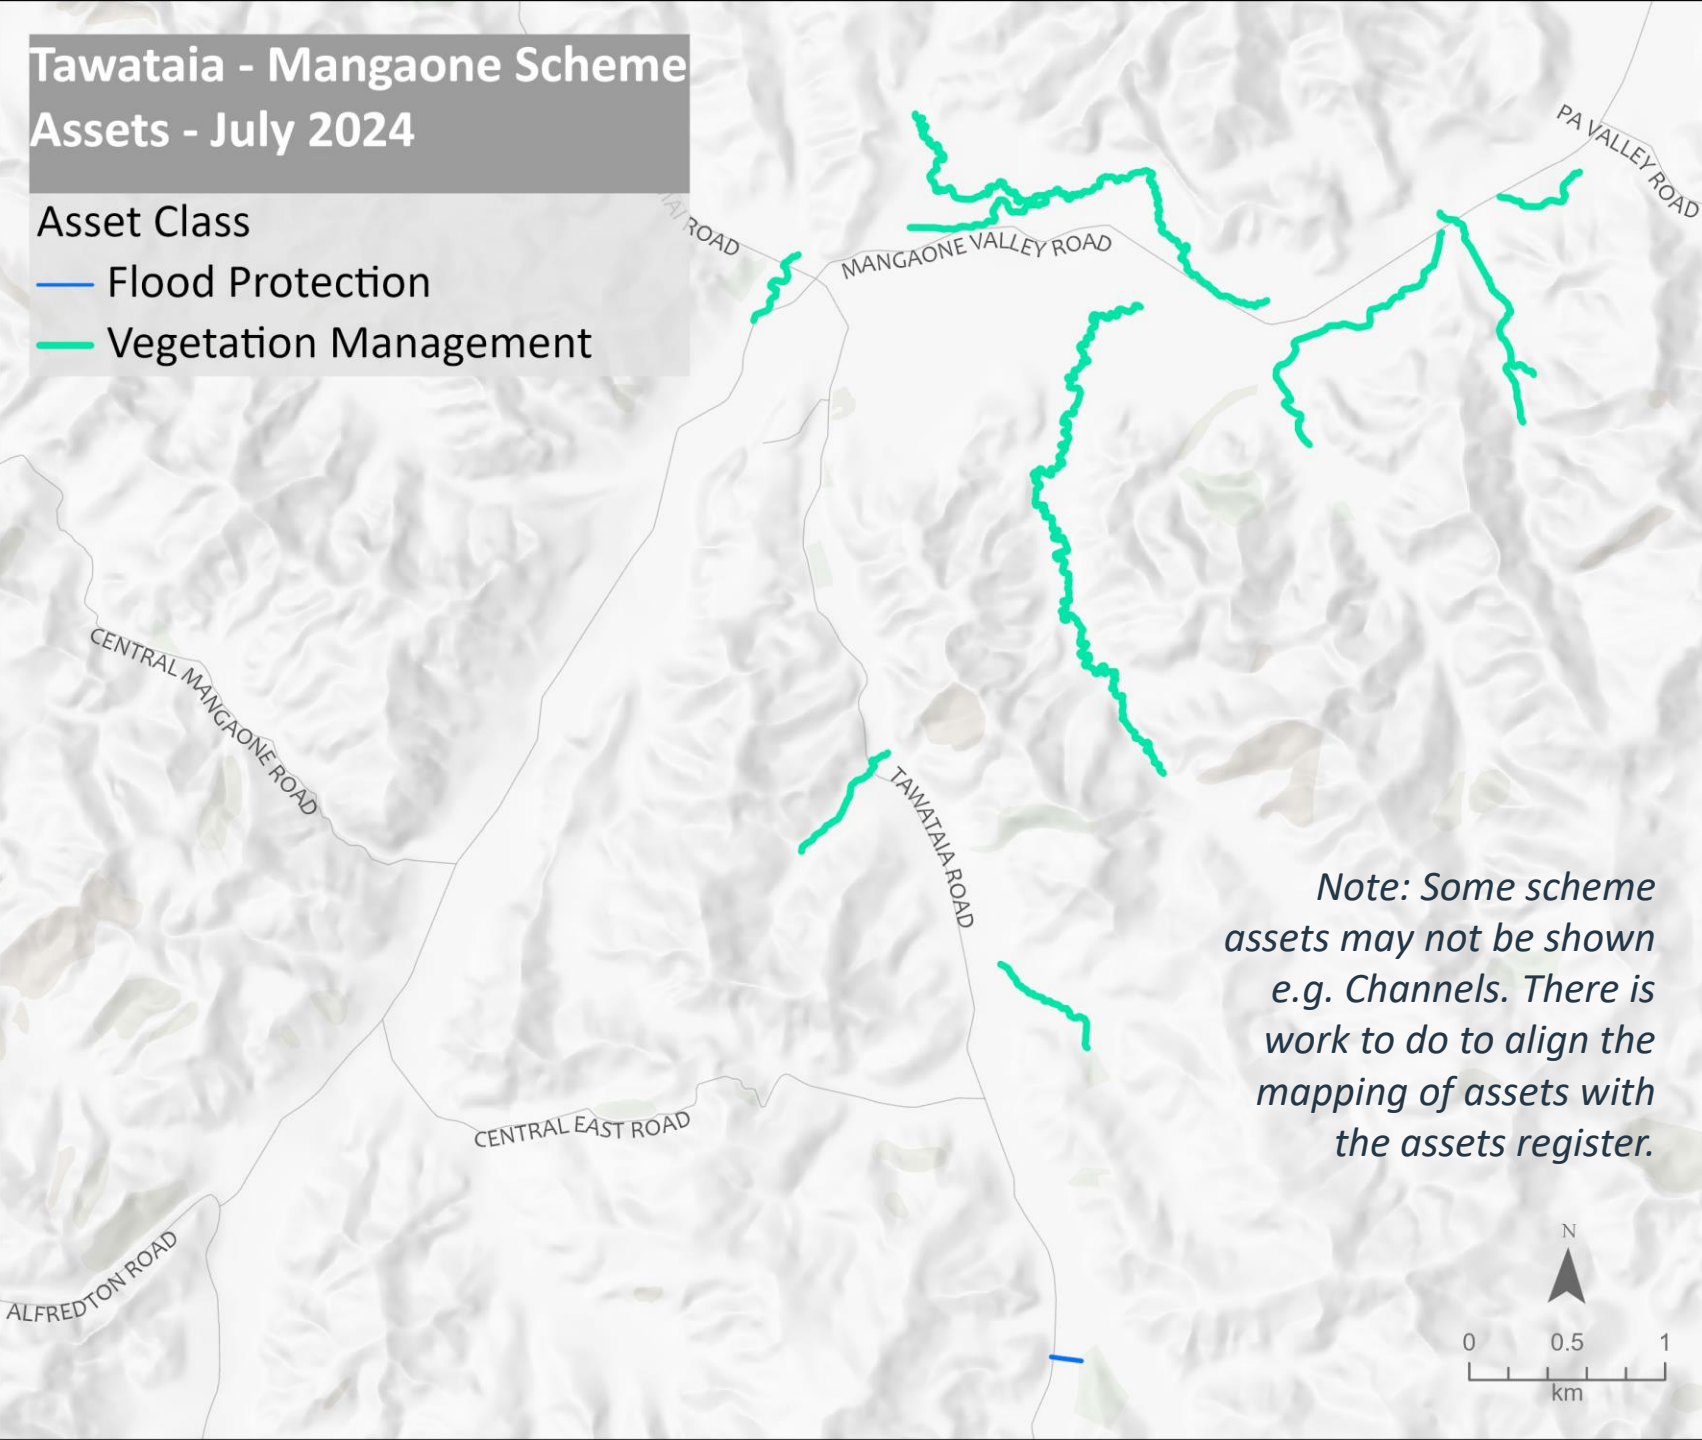 Tawataia - Mangaone Scheme
Assets - July 2024
Asset Class
Flood Protection
Vegetation Management
PA VALLEY ROAD
ROAD
MANGAONE VALLEY ROAD
CENTRAL MANGAONE ROAD
TAWATAIA ROAD
Note: Some scheme
assets may not be shown
e.g. Channels. There is
work to do to align the
mapping of assets with
the assets register.
CENTRAL EAST ROAD
ALFREDTON ROAD
N
0 0.5 1
km